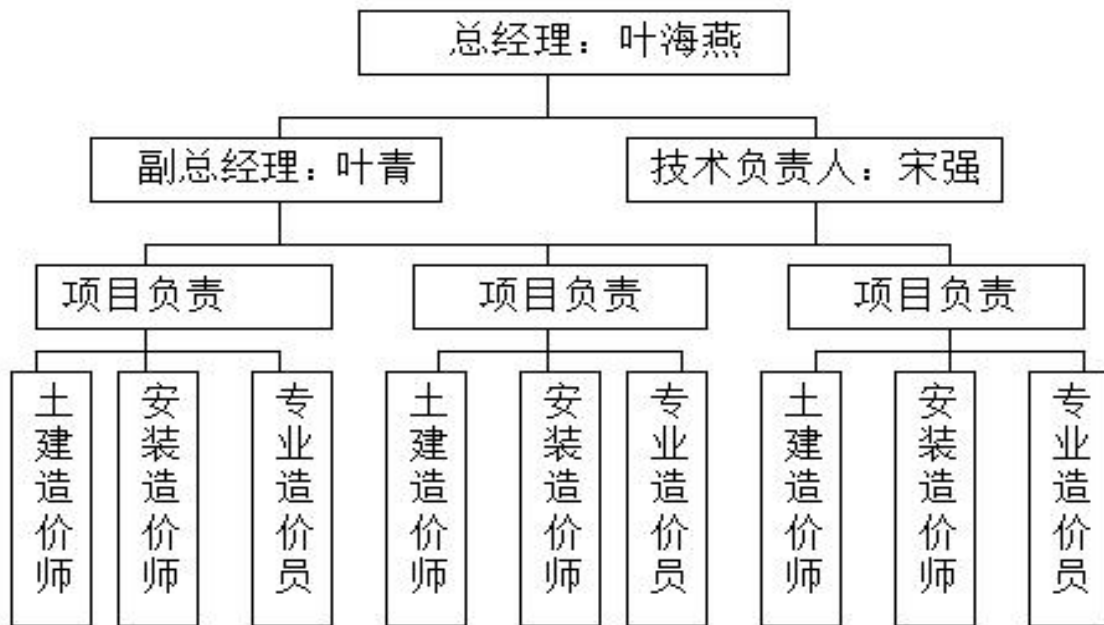 总经理：叶海燕
副总经理：叶青
技术负责人：宋强
项目负责
项目负责
项目负责
土建造价师
安装造价师
专业造价员
土建造价师
安装造价师
专业造价员
土建造价师
安装造价师
专业造价员